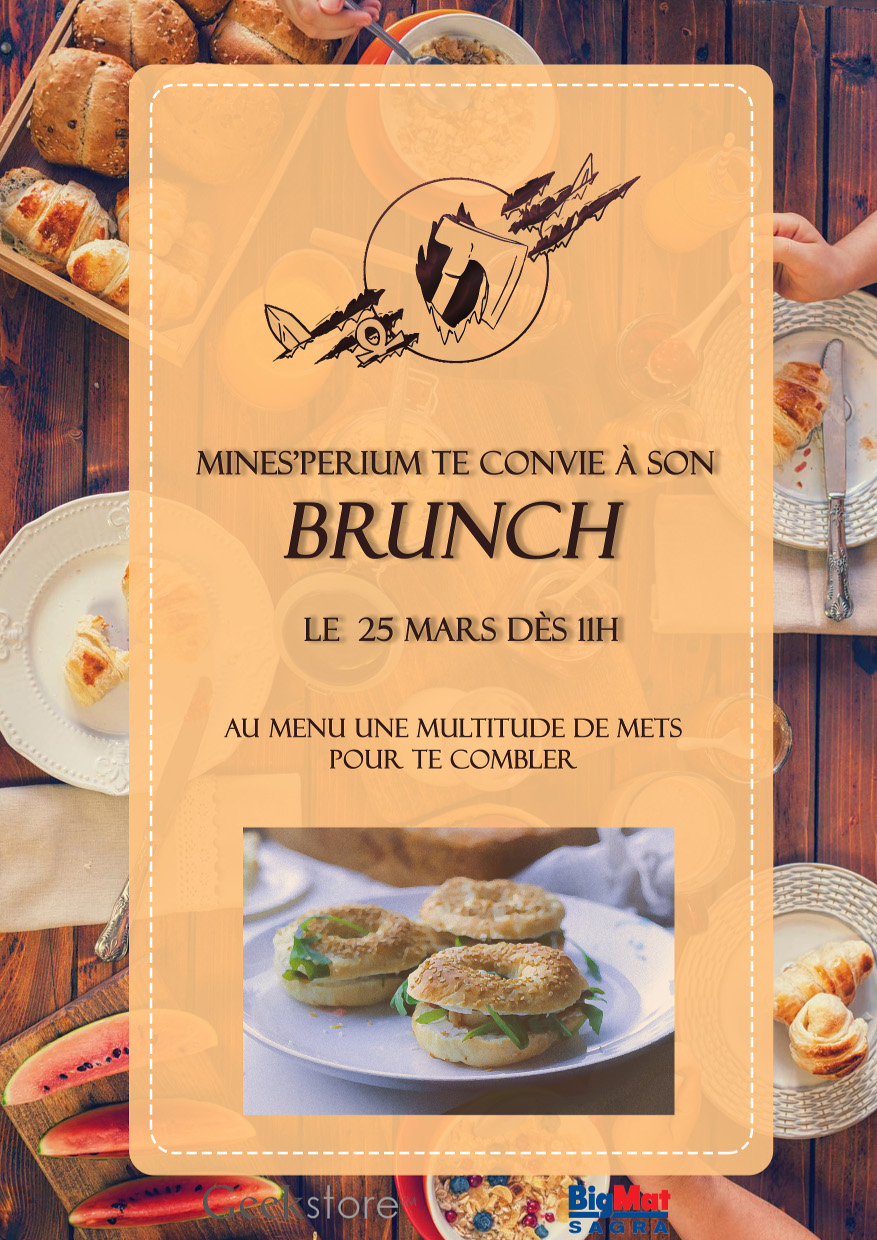 MINES'PERIUM TE CONVIE À SON
BRUNCH
LE 25 MARS DÈS 11H
AU MENU UNE MULTITUDE DE METS
POUR TE COMBLER
Geekstore
BigMat
SAGRA